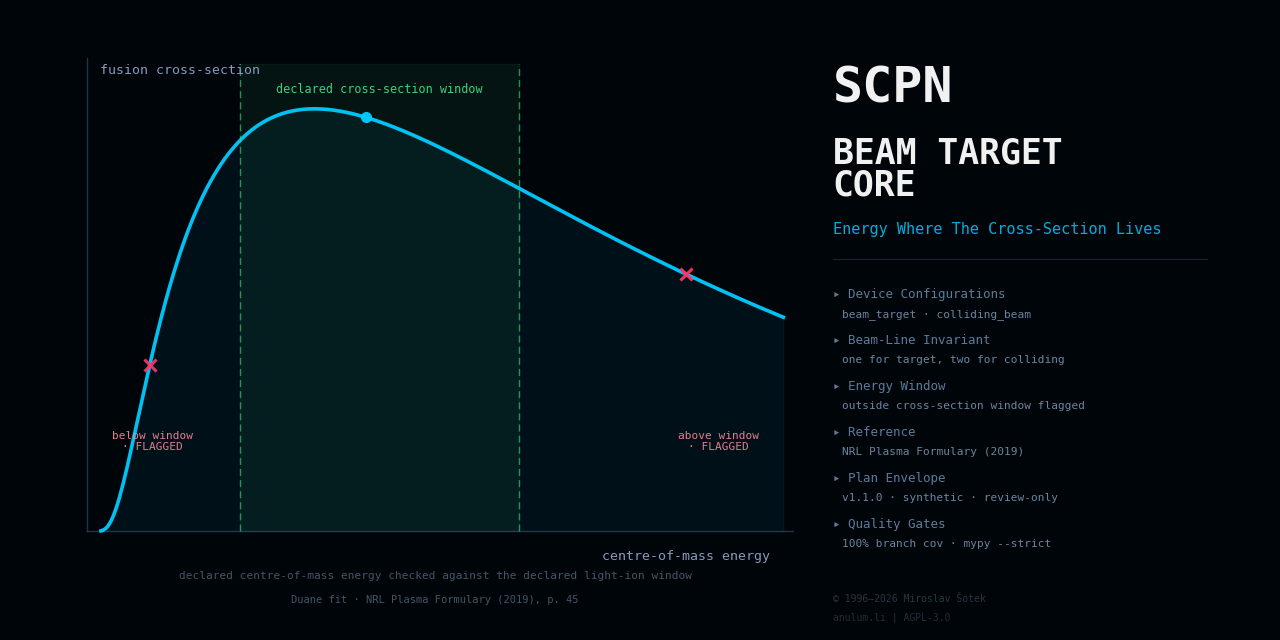 fusion cross-section
declared cross-section window
below window
· FLAGGED
above window
· FLAGGED
centre-of-mass energy
declared centre-of-mass energy checked against the declared light-ion window
Duane fit · NRL Plasma Formulary (2019), p. 45
SCPN
BEAM TARGET
CORE
Energy Where The Cross-Section Lives
▸ Device Configurations
beam_target · colliding_beam
▸ Beam-Line Invariant
one for target, two for colliding
▸ Energy Window
outside cross-section window flagged
▸ Reference
NRL Plasma Formulary (2019)
▸ Plan Envelope
v1.1.0 · synthetic · review-only
▸ Quality Gates
100% branch cov · mypy --strict
© 1996–2026 Miroslav Šotek
anulum.li | AGPL-3.0